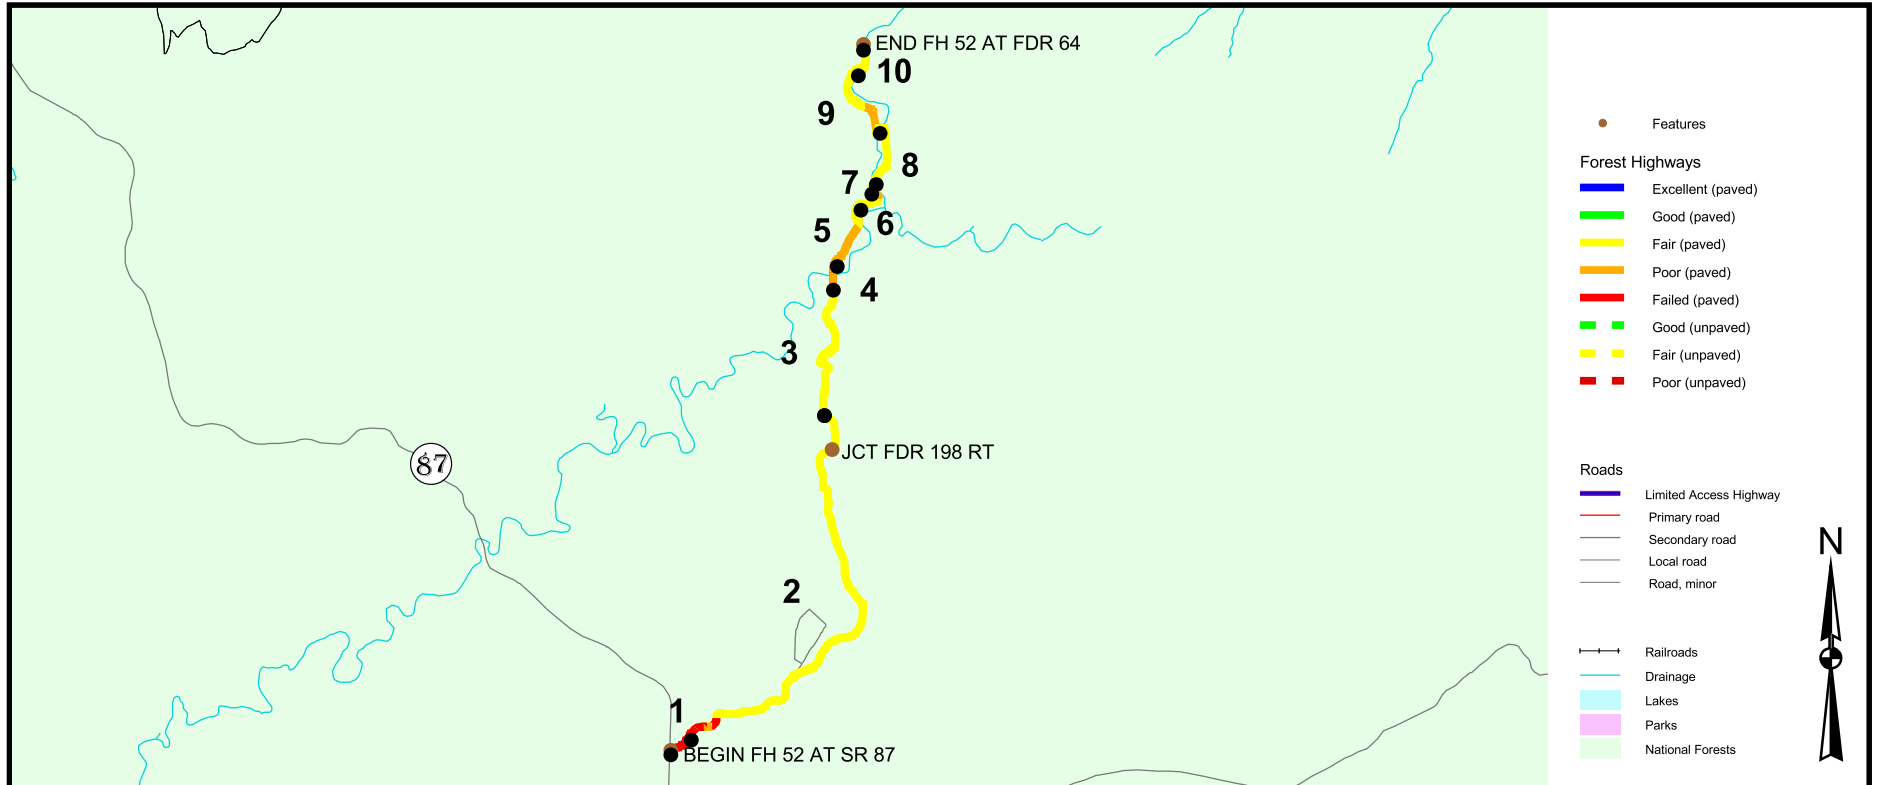 END FH 52 AT FDR 64
10
9
8
7
6
5
4
3
JCT FDR 198 RT
87
2
1
BEGIN FH 52 AT SR 87
Features
Forest Highways
Excellent (paved)
Good (paved)
Fair (paved)
Poor (paved)
Failed (paved)
Good (unpaved)
Fair (unpaved)
Poor (unpaved)
Roads
Limited Access Highway
Primary road
Secondary road
Local road
Road, minor
N
Railroads
Drainage
Lakes
Parks
National Forests